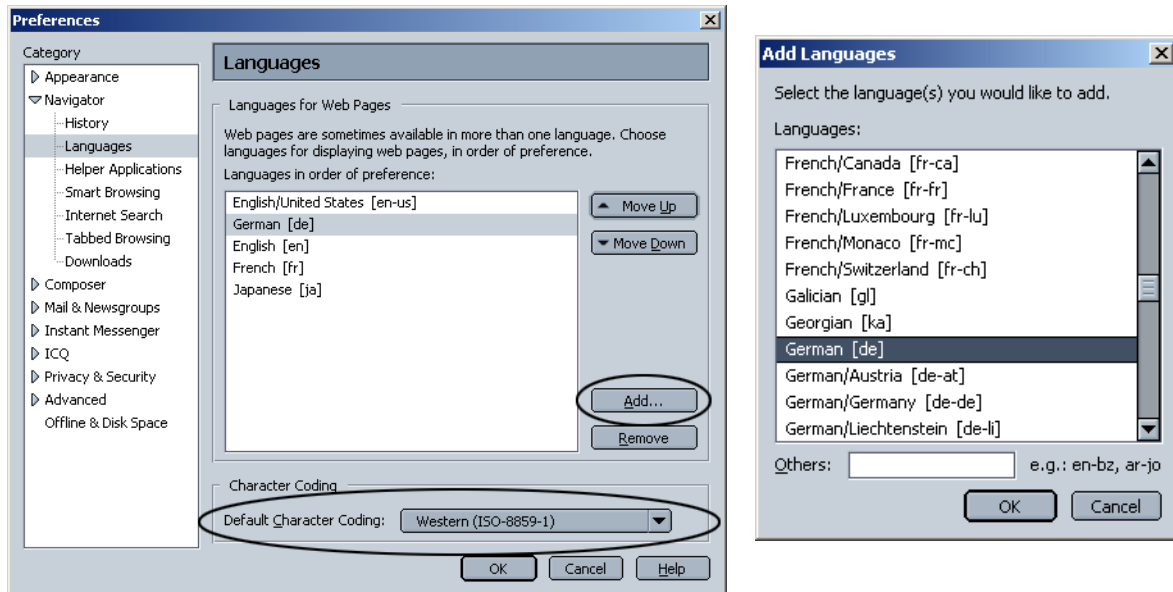 Preferences
Category
Appearance
Navigator
History
Languages
Helper Applications
Smart Browsing
Internet Search
Tabbed Browsing
Downloads
Composer
Mail & Newsgroups
Instant Messenger
ICQ
Privacy & Security
Advanced
Offline & Disk Space
Languages
Languages for Web Pages
Web pages are sometimes available in more than one language. Choose
languages for displaying web pages, in order of preference.
Languages in order of preference:
English/United States [en-us]
German [de]
English [en]
French [fr]
Japanese [ja]
Move Up
Move Down
Add...
Remove
Character Coding
Default Character Coding: Western (ISO-8859-1)
OK Cancel Help
Add Languages
Select the language(s) you would like to add.
Languages:
French/Canada [fr-ca]
French/France [fr-fr]
French/Luxembourg [fr-lu]
French/Monaco [fr-mc]
French/Switzerland [fr-ch]
Galician [gl]
Georgian [ka]
German [de]
German/Austria [de-at]
German/Germany [de-de]
German/Liechtenstein [de-li]
Others: e.g.: en-bz, ar-jo
OK Cancel